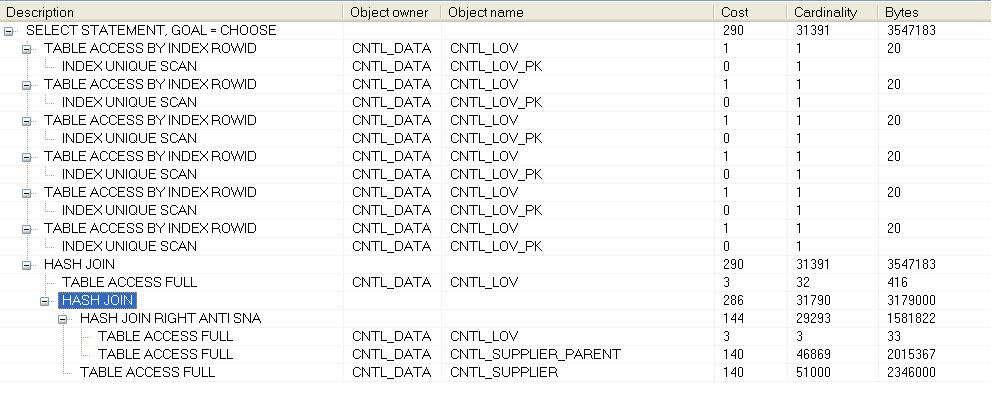 Description Object owner Object name Cost Cardinality Bytes
SELECT STATEMENT, GOAL = CHOOSE 290 31391 3547183
TABLE ACCESS BY INDEX ROWID CNTL_DATA CNTL_LOV 1 1 20
INDEX UNIQUE SCAN CNTL_DATA CNTL_LOV_PK 0 1
TABLE ACCESS BY INDEX ROWID CNTL_DATA CNTL_LOV 1 1 20
INDEX UNIQUE SCAN CNTL_DATA CNTL_LOV_PK 0 1
TABLE ACCESS BY INDEX ROWID CNTL_DATA CNTL_LOV 1 1 20
INDEX UNIQUE SCAN CNTL_DATA CNTL_LOV_PK 0 1
TABLE ACCESS BY INDEX ROWID CNTL_DATA CNTL_LOV 1 1 20
INDEX UNIQUE SCAN CNTL_DATA CNTL_LOV_PK 0 1
TABLE ACCESS BY INDEX ROWID CNTL_DATA CNTL_LOV 1 1 20
INDEX UNIQUE SCAN CNTL_DATA CNTL_LOV_PK 0 1
TABLE ACCESS BY INDEX ROWID CNTL_DATA CNTL_LOV 1 1 20
INDEX UNIQUE SCAN CNTL_DATA CNTL_LOV_PK 0 1
HASH JOIN 290 31391 3547183
TABLE ACCESS FULL CNTL_DATA CNTL_LOV 3 32 416
HASH JOIN 286 31790 3179000
HASH JOIN RIGHT ANTI SNA 144 29293 1581822
TABLE ACCESS FULL CNTL_DATA CNTL_LOV 3 3 33
TABLE ACCESS FULL CNTL_DATA CNTL_SUPPLIER_PARENT 140 46869 2015367
TABLE ACCESS FULL CNTL_DATA CNTL_SUPPLIER 140 51000 2346000